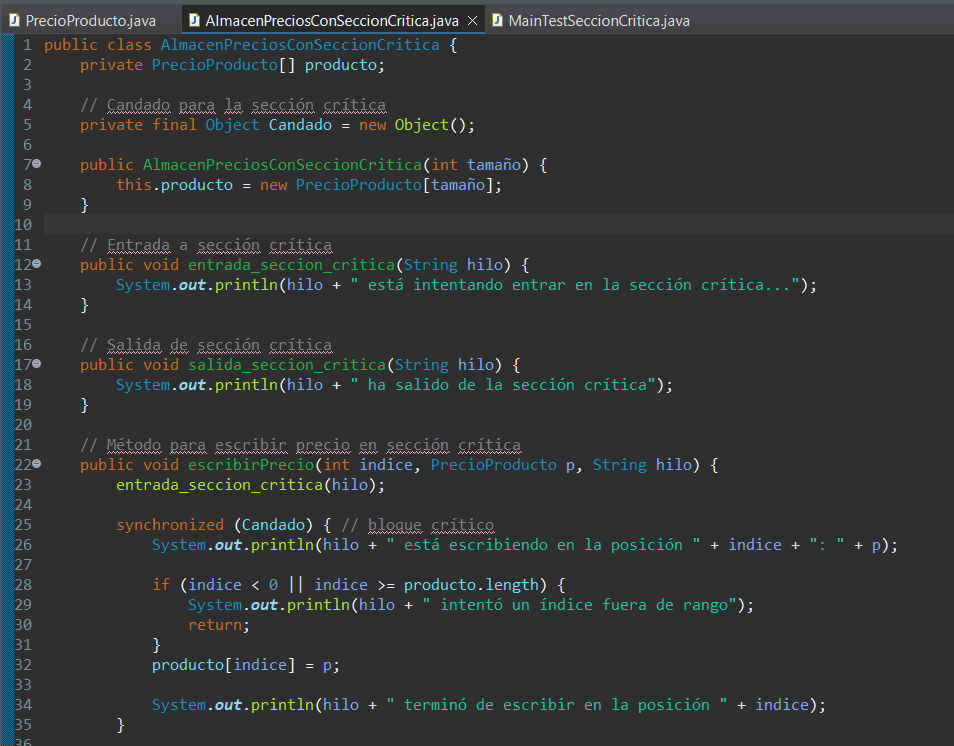 PrecioProducto.java AlmacenPreciosConSeccionCritica.java MainTestSeccionCritica.java
1 public class AlmacenPreciosConSeccionCritica {
2     private PrecioProducto[] producto;
3
4     // Candado para la sección crítica
5     private final Object Candado = new Object();
6
7     public AlmacenPreciosConSeccionCritica(int tamaño) {
8         this.producto = new PrecioProducto[tamaño];
9     }
10
11     // Entrada a sección crítica
12     public void entrada_seccion_critica(String hilo) {
13         System.out.println(hilo + " está intentando entrar en la sección crítica...");
14     }
15
16     // Salida de sección crítica
17     public void salida_seccion_critica(String hilo) {
18         System.out.println(hilo + " ha salido de la sección crítica");
19     }
20
21     // Método para escribir precio en sección crítica
22     public void escribirPrecio(int indice, PrecioProducto p, String hilo) {
23         entrada_seccion_critica(hilo);
24
25         synchronized (Candado) { // bloque crítico
26             System.out.println(hilo + " está escribiendo en la posición " + indice + ": " + p);
27
28             if (indice < 0 || indice >= producto.length) {
29                 System.out.println(hilo + " intentó un índice fuera de rango");
30                 return;
31             }
32             producto[indice] = p;
33
34             System.out.println(hilo + " terminó de escribir en la posición " + indice);
35         }
36